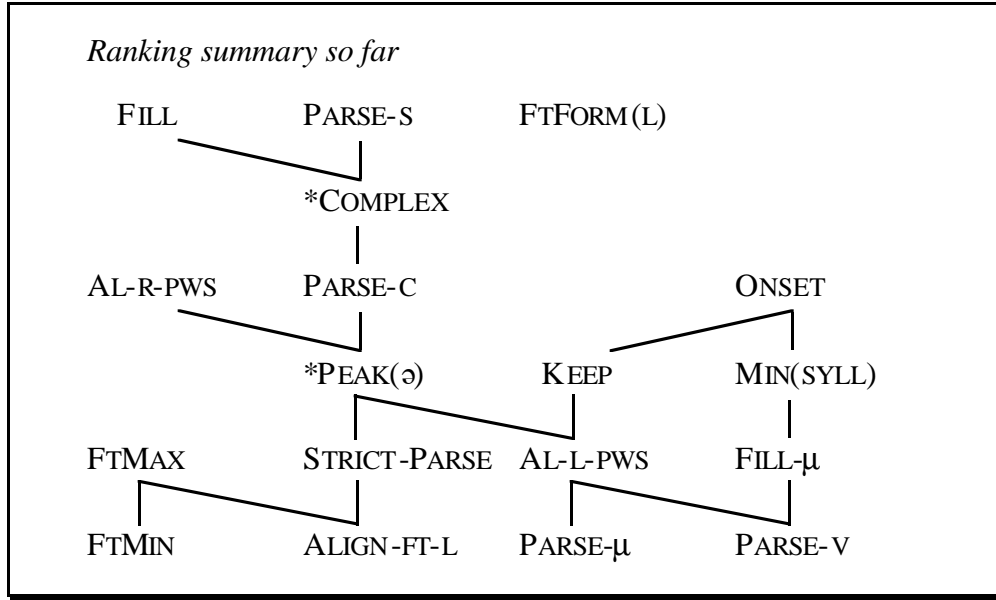 Ranking summary so far
FILL PARSE-S FTFORM(L)
*COMPLEX
AL-R-PWS PARSE-C ONSET
*PEAK(ə) KEEP MIN(SYLL)
FTMAX STRICT-PARSE AL-L-PWS FILL-μ
FTMIN ALIGN-FT-L PARSE-μ PARSE-V